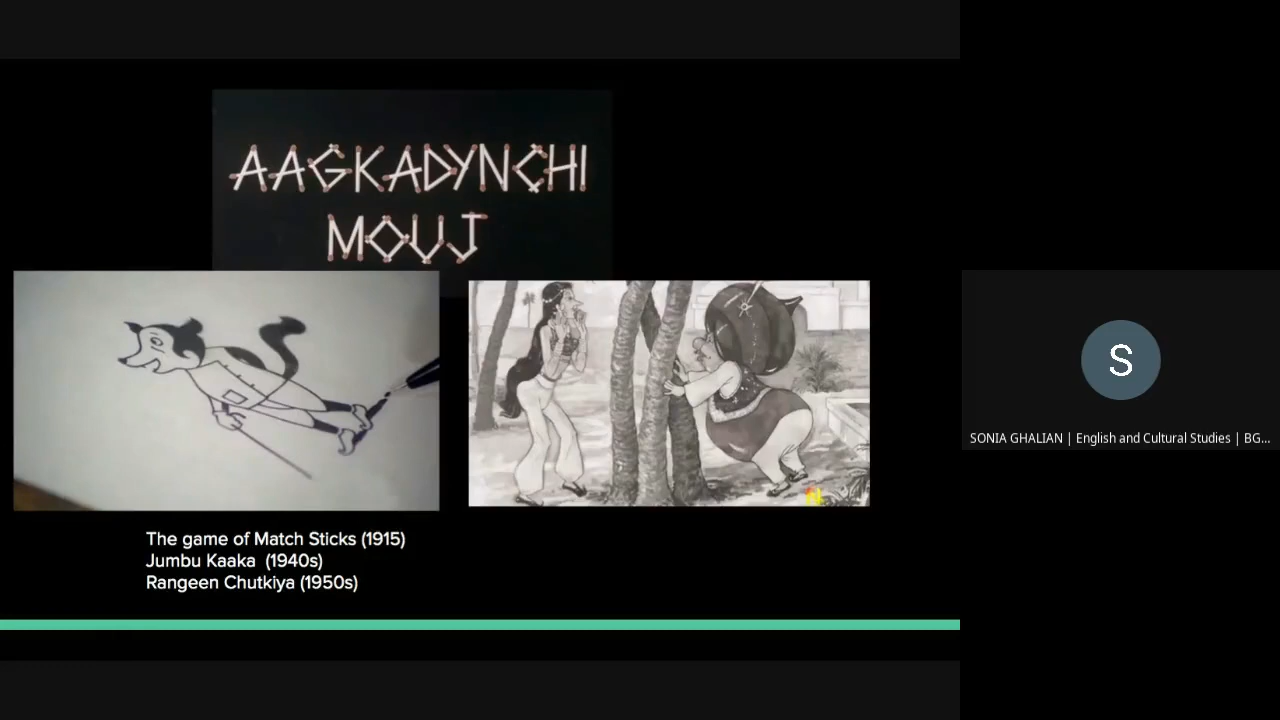 AAGKADYNCHI
MOUJ
The game of Match Sticks (1915)
Jumbu Kaaka (1940s)
Rangeen Chutkiya (1950s)
S
SONIA GHALIAN | English and Cultural Studies | BG...